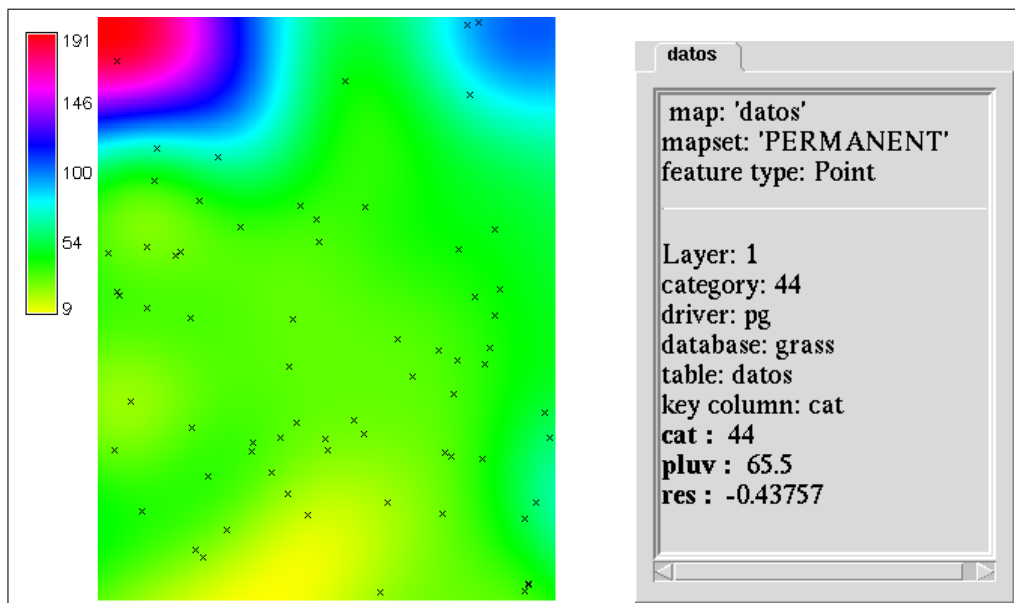 191
146
100
54
9
datos
map: 'datos'
mapset: 'PERMANENT'
feature type: Point
Layer: 1
category: 44
driver: pg
database: grass
table: datos
key column: cat
cat : 44
pluv : 65.5
res : -0.43757